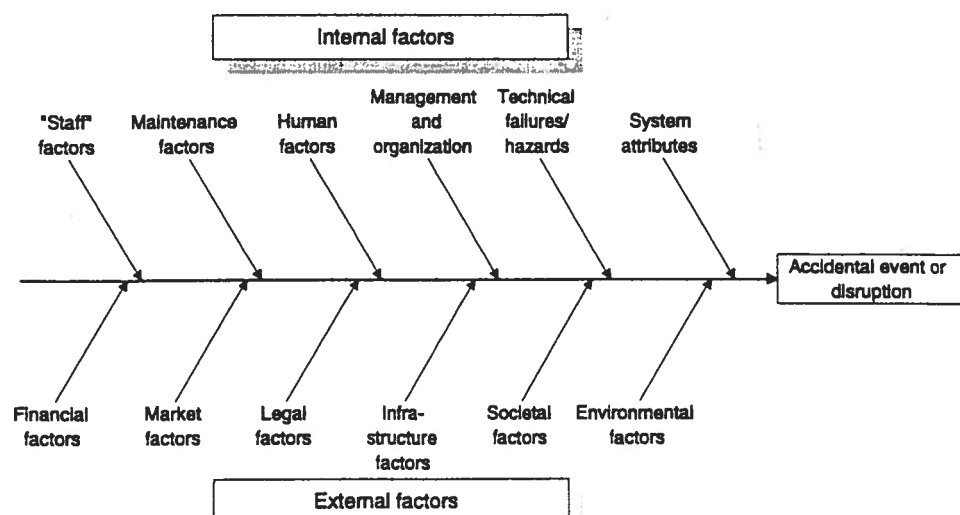 Internal factors
"Staff"
factors
Maintenance
factors
Human
factors
Management
and
organization
Technical
failures/
hazards
System
attributes
Accidental event or
disruption
Financial
factors
Market
factors
Legal
factors
Infra-
structure
factors
Societal
factors
Environmental
factors
External factors